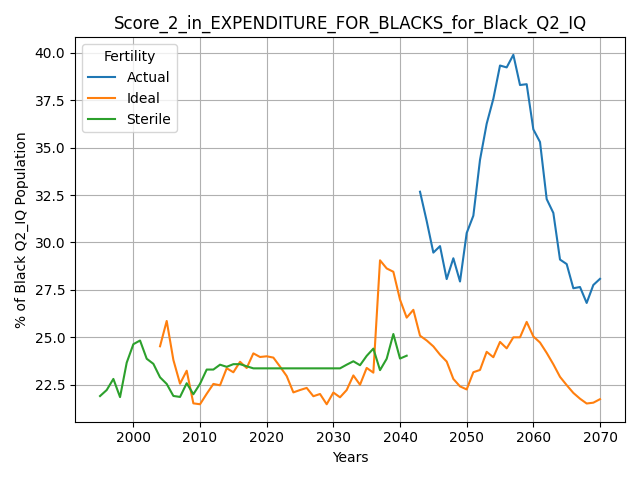 Score_2_in_EXPENDITURE_FOR_BLACKS_for_Black_Q2_IQ
Fertility
Actual
Ideal
Sterile
% of Black Q2_IQ Population
40.0
37.5
35.0
32.5
30.0
27.5
25.0
22.5
2000 2010 2020 2030 2040 2050 2060 2070
Years